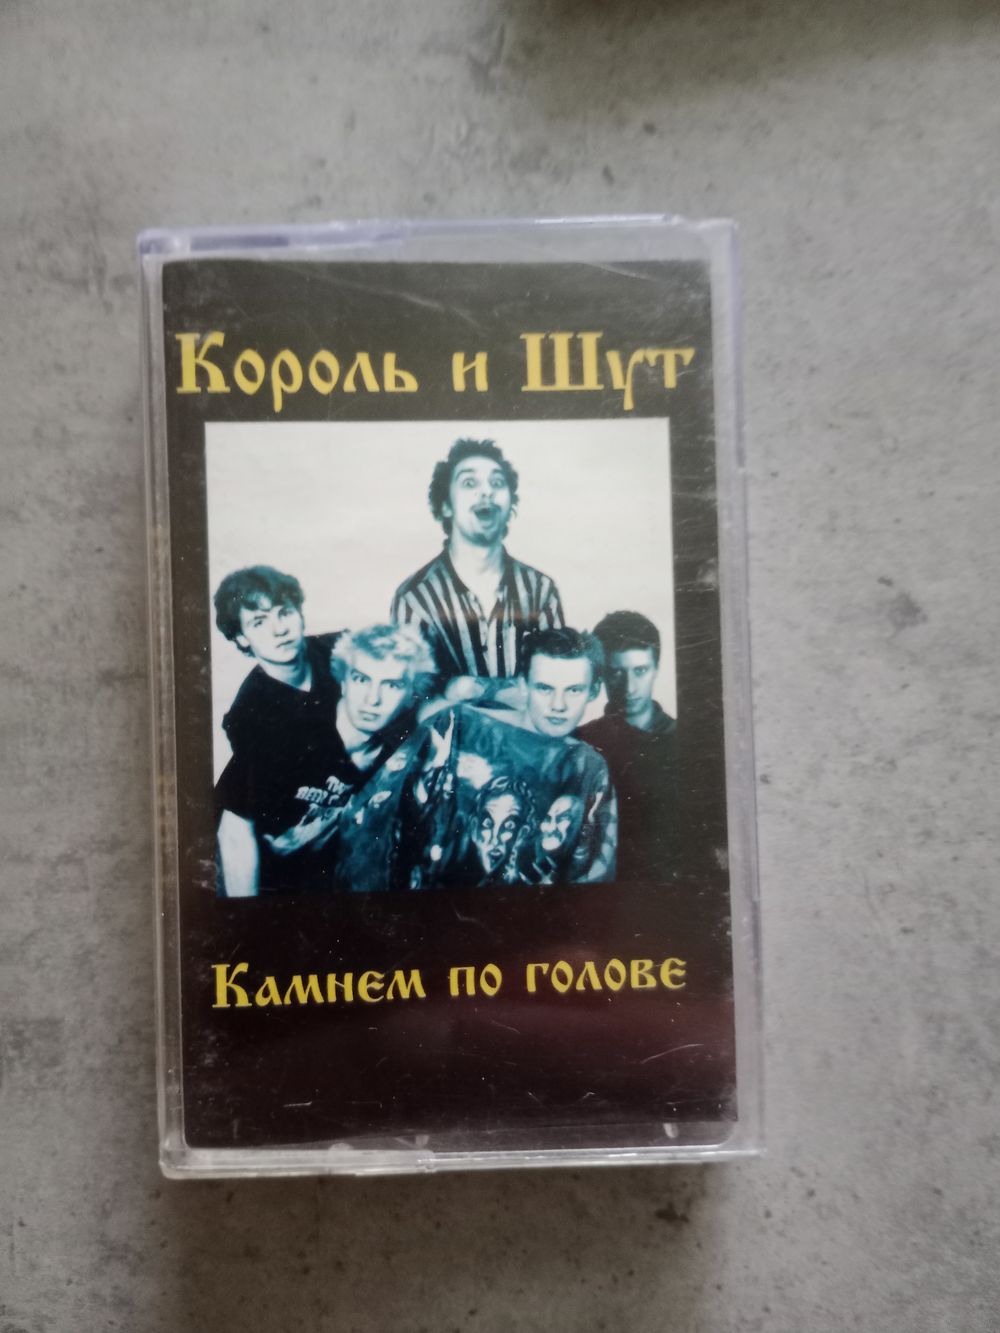 Король и Шут
Камнем по голове